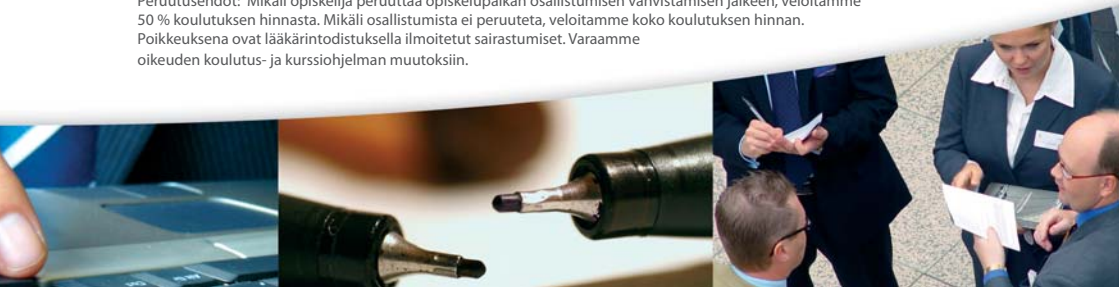 Peruutusehdot: Mikäli opiskelija peruuttaa opiskelupaikan osallistumisen vahvistamisen jälkeen, veloitamme
50 % koulutuksen hinnasta. Mikäli osallistumista ei peruuteta, veloitamme koko koulutuksen hinnan.
Poikkeuksena ovat lääkärintodistuksella ilmoitetut sairastumiset. Varaamme
oikeuden koulutus- ja kurssiohjelman muutoksiin.